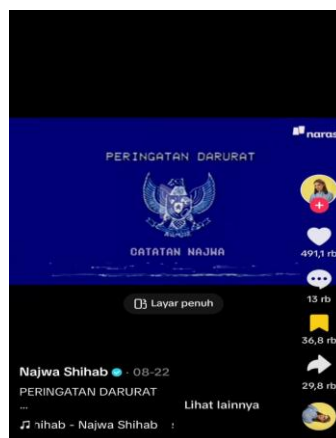 naras
PERINGATAN DARURAT
CATATAN NAJWA
491,1 rb
13 rb
Layar penuh
36,8 rb
29,8 rb
Najwa Shihab · 08-22
PERINGATAN DARURAT
...
Lihat lainnya
hihab - Najwa Shihab